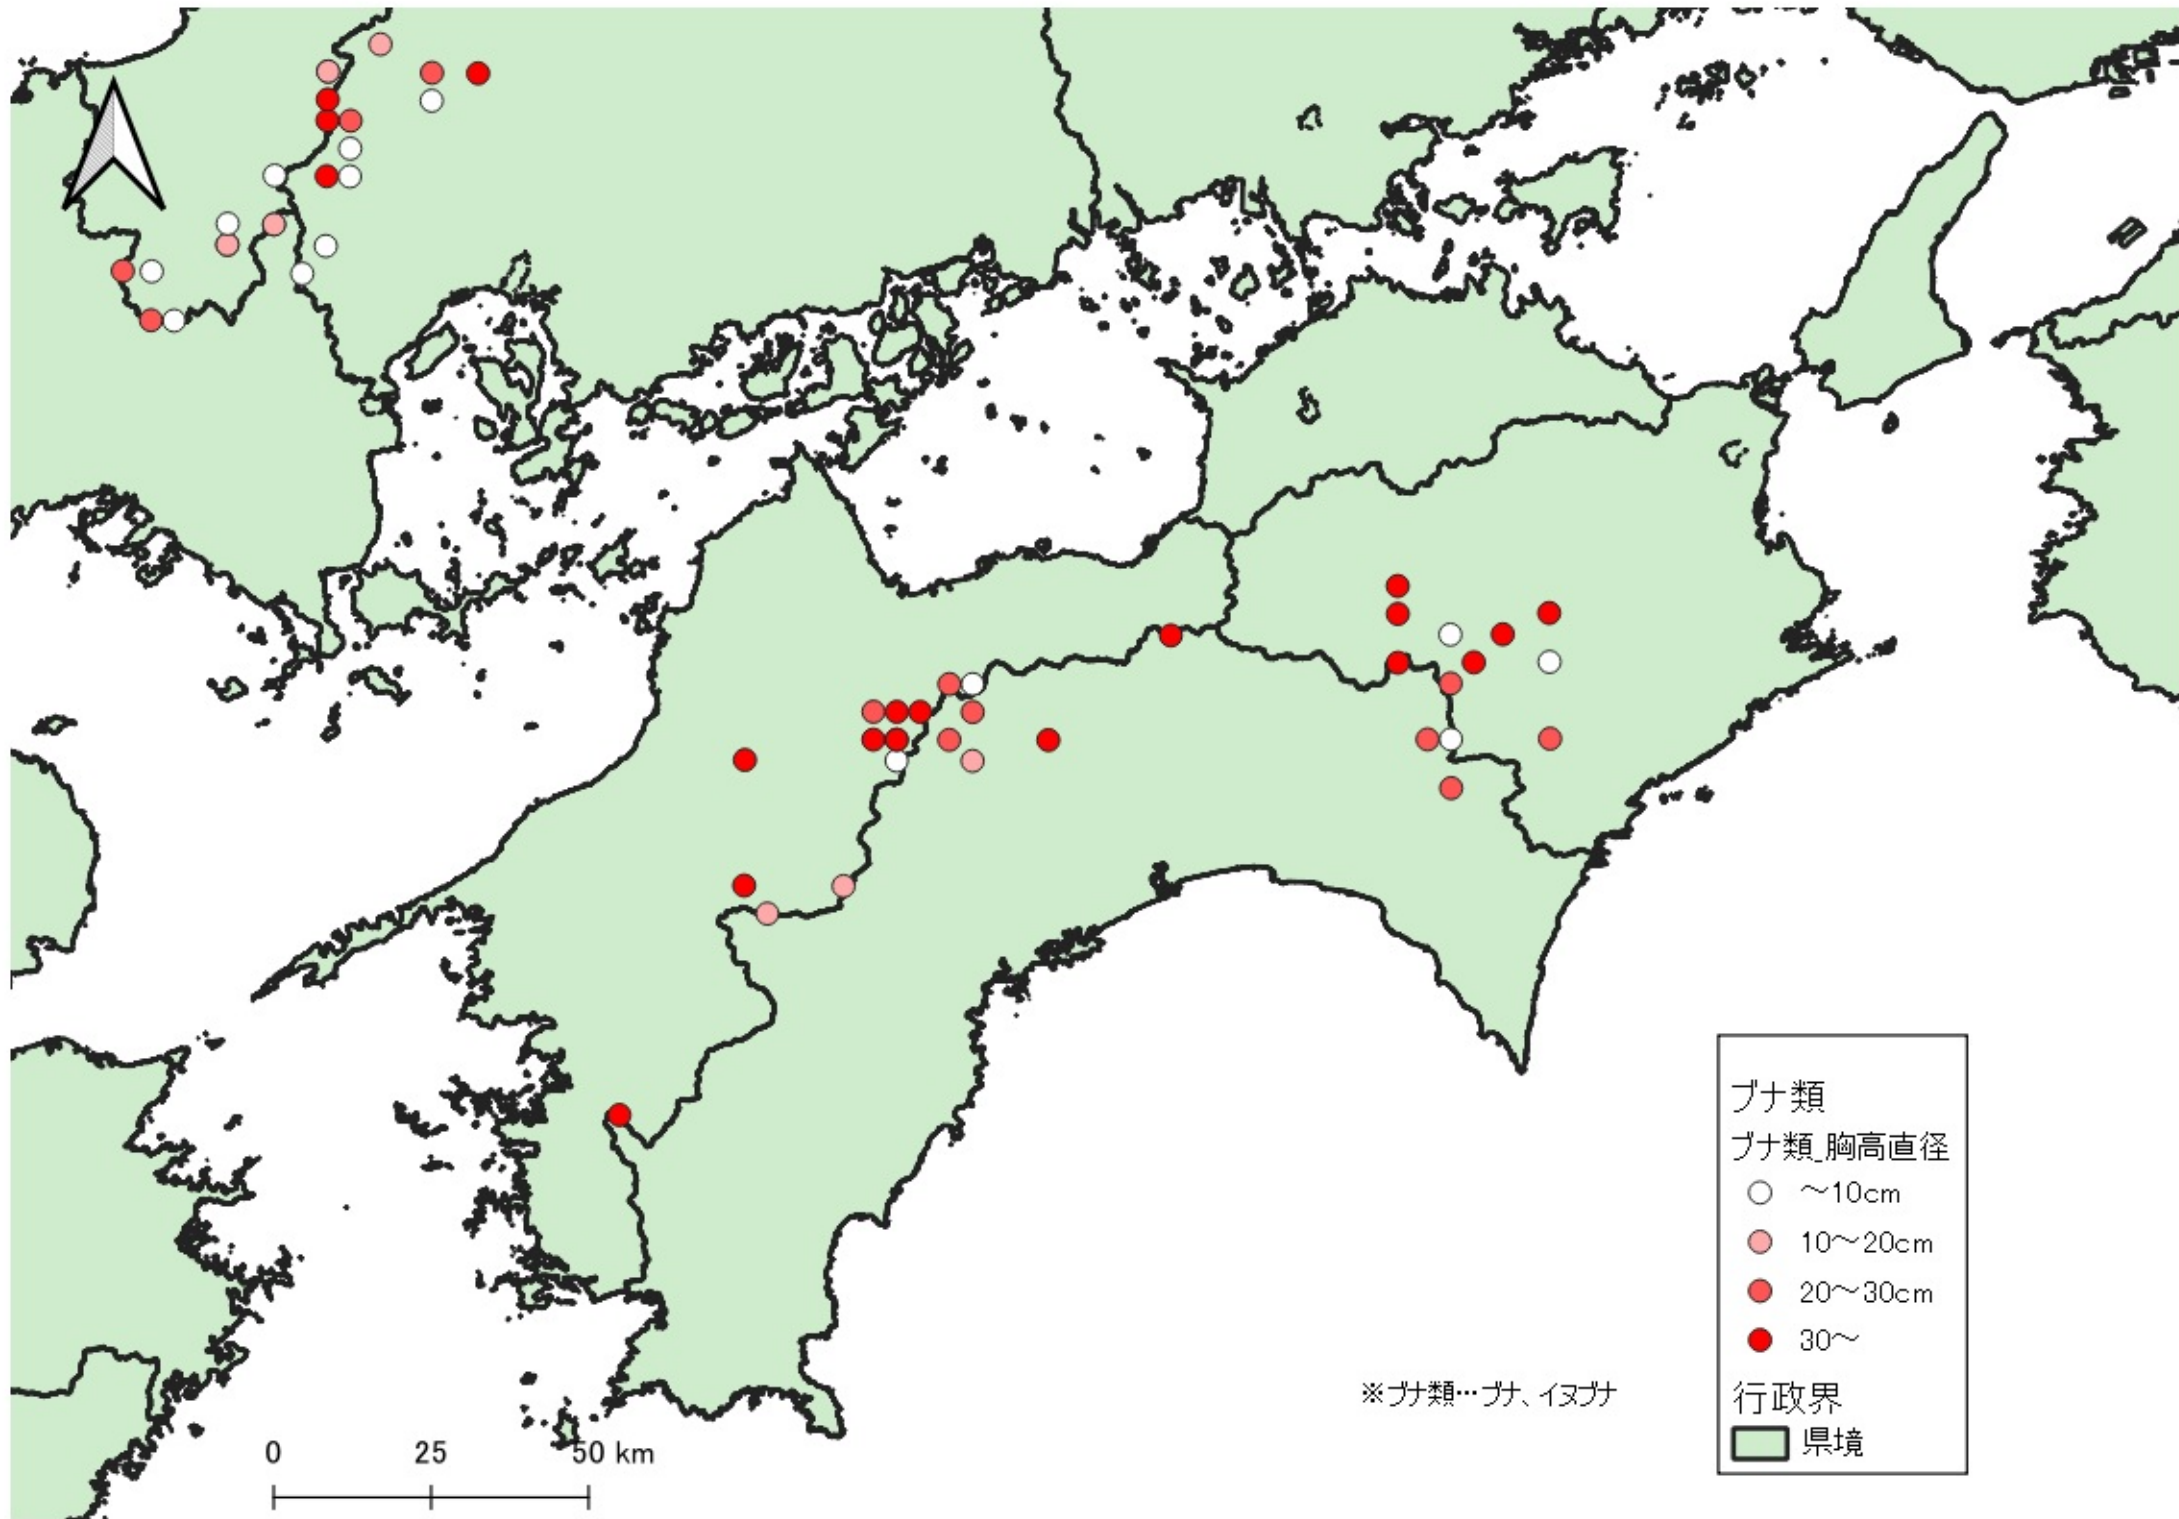 ブナ類
ブナ類_胸高直径
～10cm
10～20cm
20～30cm
30～
行政界
県境
※ブナ類…ブナ、イヌブナ
0 25 50 km